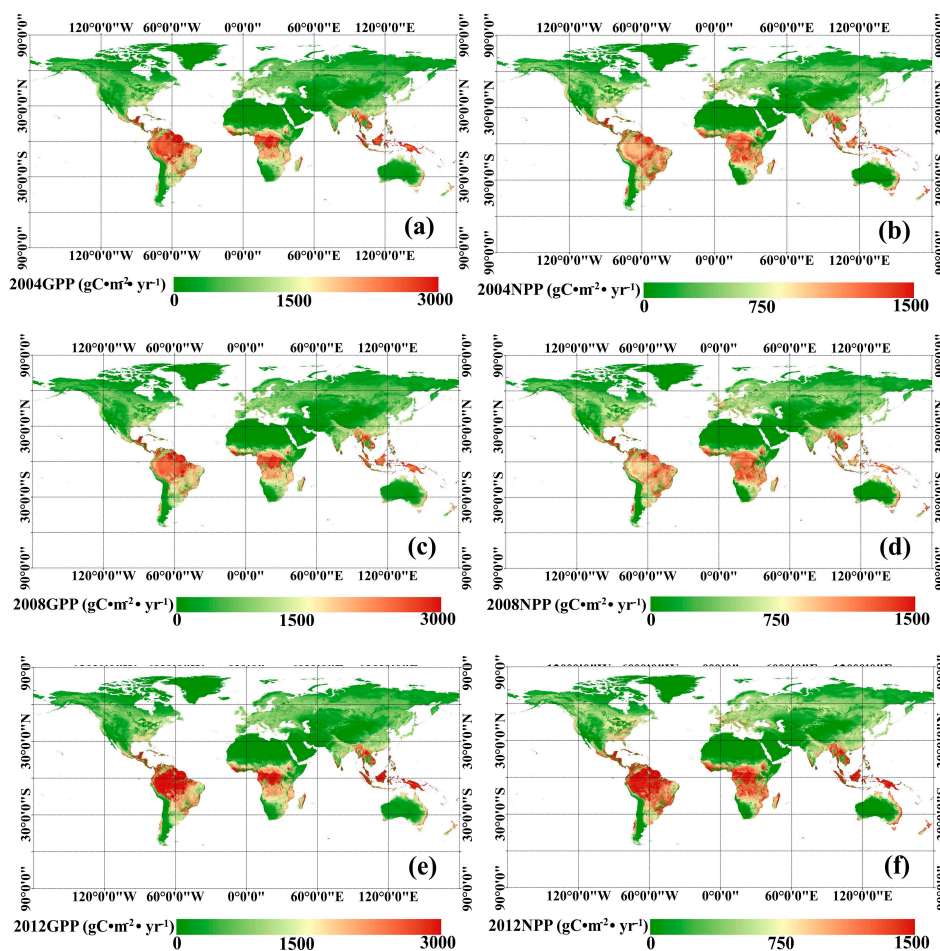 120°0'0"W 60°0'0"W 0°0'0" 60°0'0"E 120°0'0"E
90°0'0"
30°0'0"N
30°0'0"S
90°0'0"
(a)
120°0'0"W 60°0'0"W 0°0'0" 60°0'0"E 120°0'0"E
2004GPP (gC•m⁻²• yr⁻¹)
0 1500 3000
120°0'0"W 60°0'0"W 0°0'0" 60°0'0"E 120°0'0"E
90°0'0"
30°0'0"N
30°0'0"S
90°0'0"
(b)
120°0'0"W 60°0'0"W 0°0'0" 60°0'0"E 120°0'0"E
2004NPP (gC•m⁻²• yr⁻¹)
0 750 1500
120°0'0"W 60°0'0"W 0°0'0" 60°0'0"E 120°0'0"E
90°0'0"
30°0'0"N
30°0'0"S
90°0'0"
(c)
2008GPP (gC•m⁻²• yr⁻¹)
0 1500 3000
120°0'0"W 60°0'0"W 0°0'0" 60°0'0"E 120°0'0"E
90°0'0"
30°0'0"N
30°0'0"S
90°0'0"
(d)
2008NPP (gC•m⁻²• yr⁻¹)
0 750 1500
90°0'0"
30°0'0"N
30°0'0"S
90°0'0"
(e)
120°0'0"W 60°0'0"W 0°0'0" 60°0'0"E 120°0'0"E
2012GPP (gC•m⁻²• yr⁻¹)
0 1500 3000
90°0'0"
30°0'0"N
30°0'0"S
90°0'0"
(f)
120°0'0"W 60°0'0"W 0°0'0" 60°0'0"E 120°0'0"E
2012NPP (gC•m⁻²• yr⁻¹)
0 750 1500